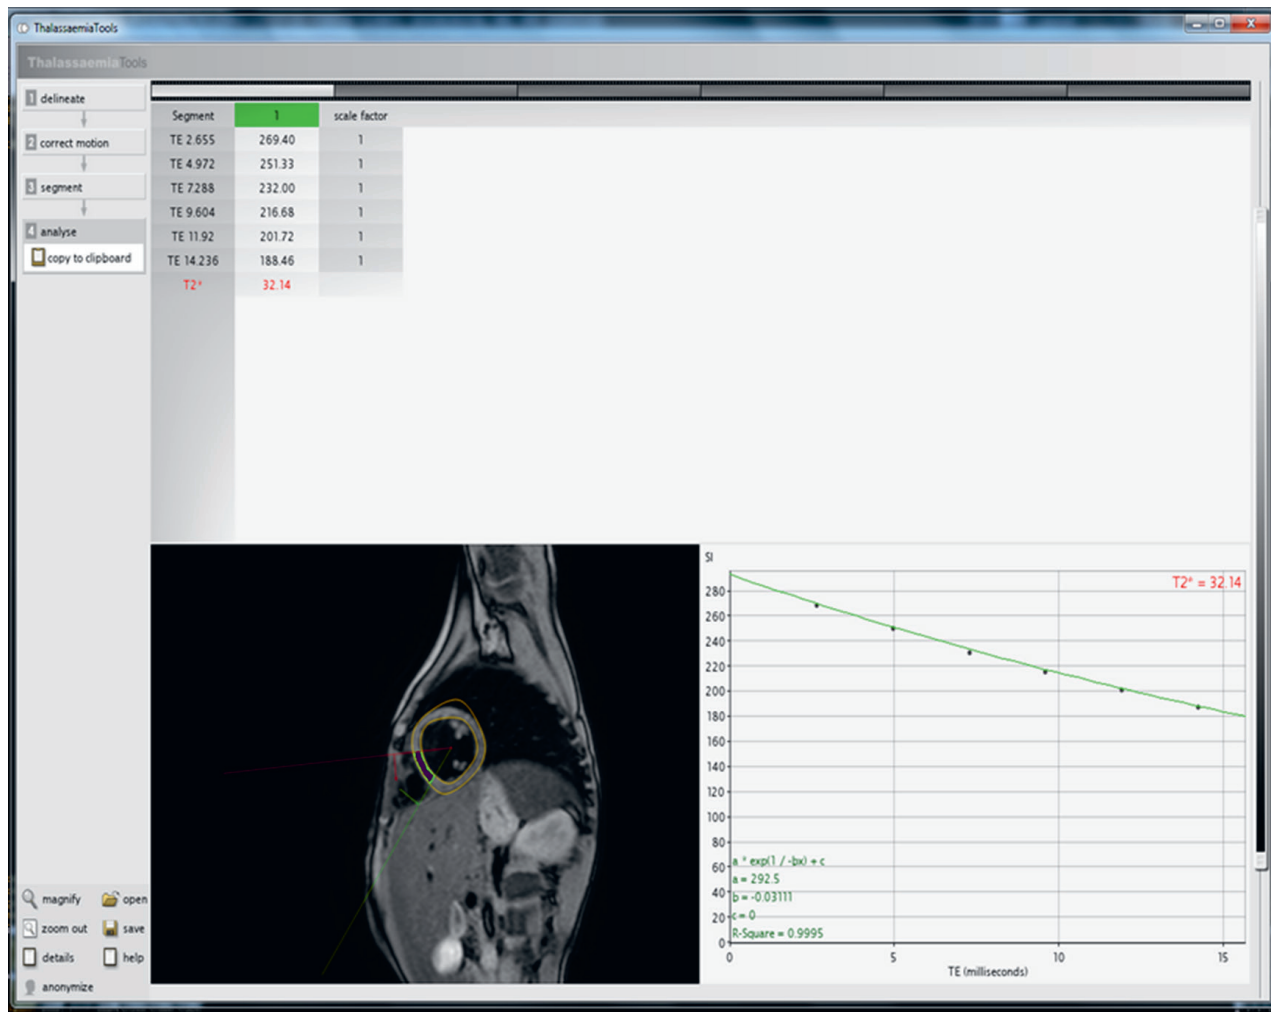 ThalassaemiaTools
ThalassaemiaTools
1 delineate
2 correct motion
3 segment
4 analyse
copy to clipboard
Segment 1 scale factor
TE 2.655 269.40 1
TE 4.972 251.33 1
TE 7.288 232.00 1
TE 9.604 216.68 1
TE 11.92 201.72 1
TE 14.236 188.46 1
T2* 32.14
SI
T2* = 32.14
280
260
240
220
200
180
160
140
120
100
80
60
40
20
0
a * exp(1 / -bx) + c
a = 292.5
b = -0.03111
c = 0
R-Square = 0.9995
0 5 10 15
TE (milliseconds)
magnify open
zoom out save
details help
anonymize